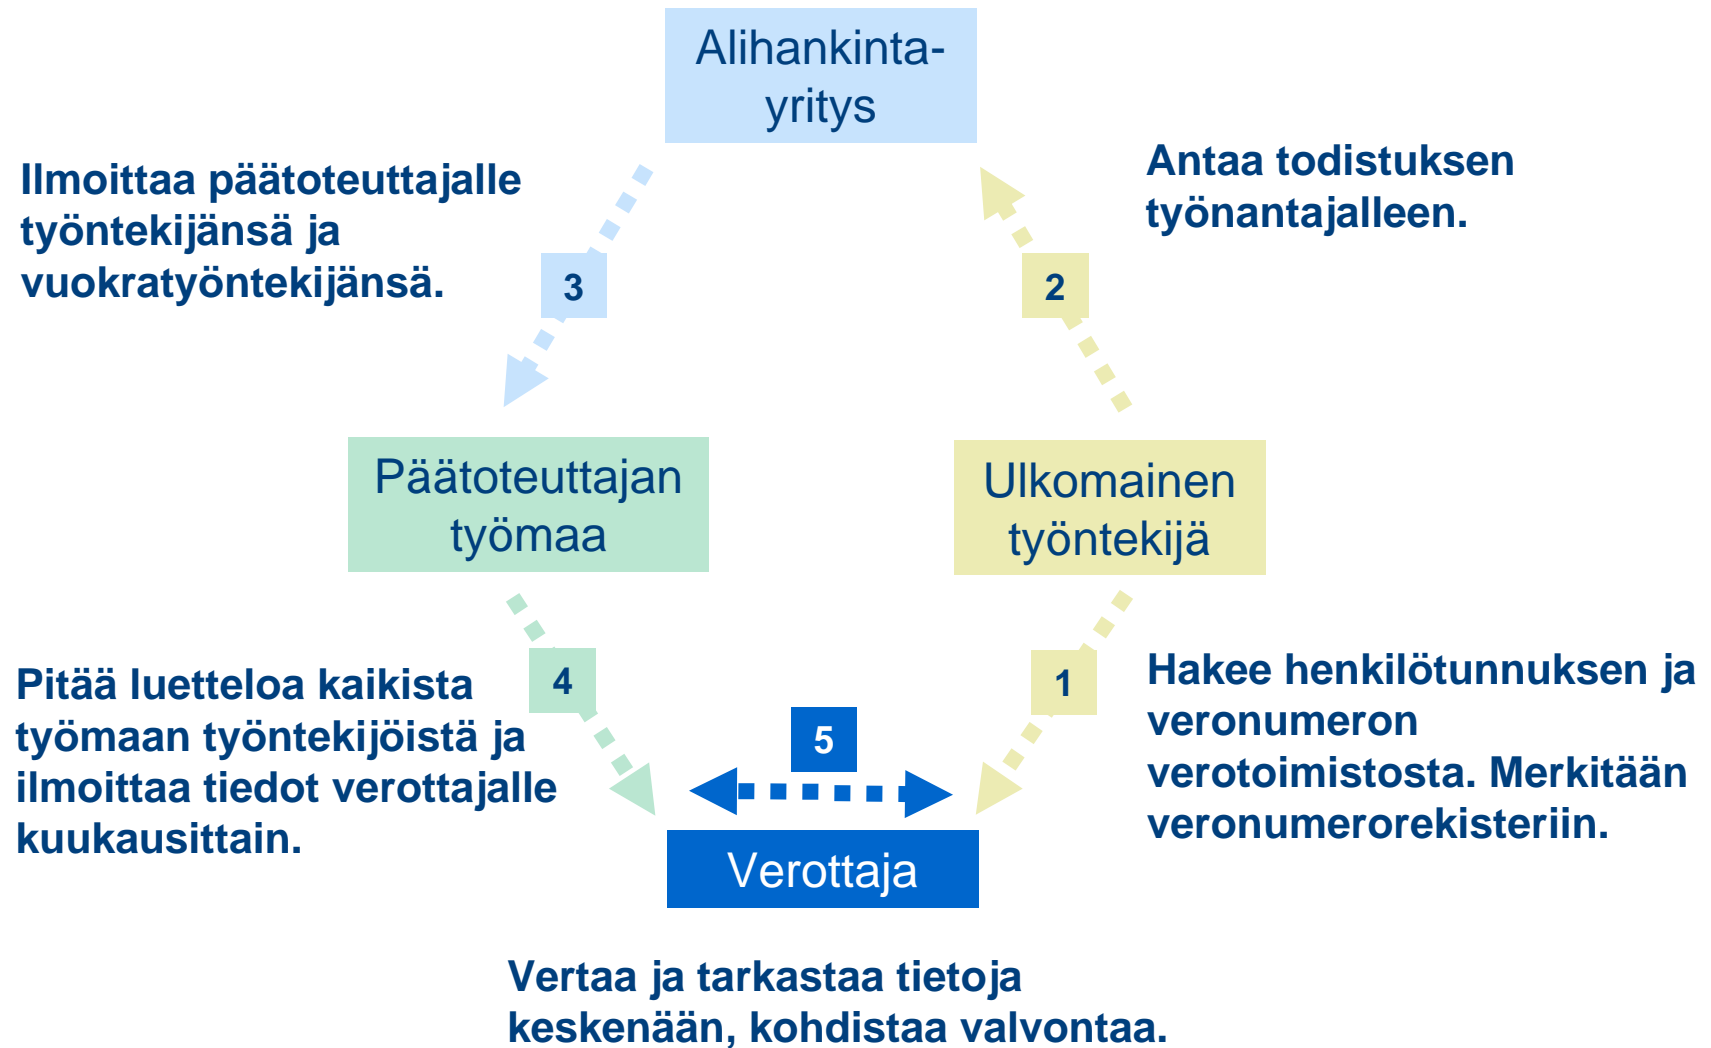 Alihankinta-
yritys
Ilmoittaa päätoteuttajalle
työntekijänsä ja
vuokratyöntekijänsä.
3
Antaa todistuksen
työnantajalleen.
2
Päätoteuttajan
työmaa
Ulkomainen
työntekijä
Pitää luetteloa kaikista
työmaan työntekijöistä ja
ilmoittaa tiedot verottajalle
kuukausittain.
4
1
Hakee henkilötunnuksen ja
veronumeron
verotoimistosta. Merkitään
veronumerorekisteriin.
5
Verottaja
Vertaa ja tarkastaa tietoja
keskenään, kohdistaa valvontaa.